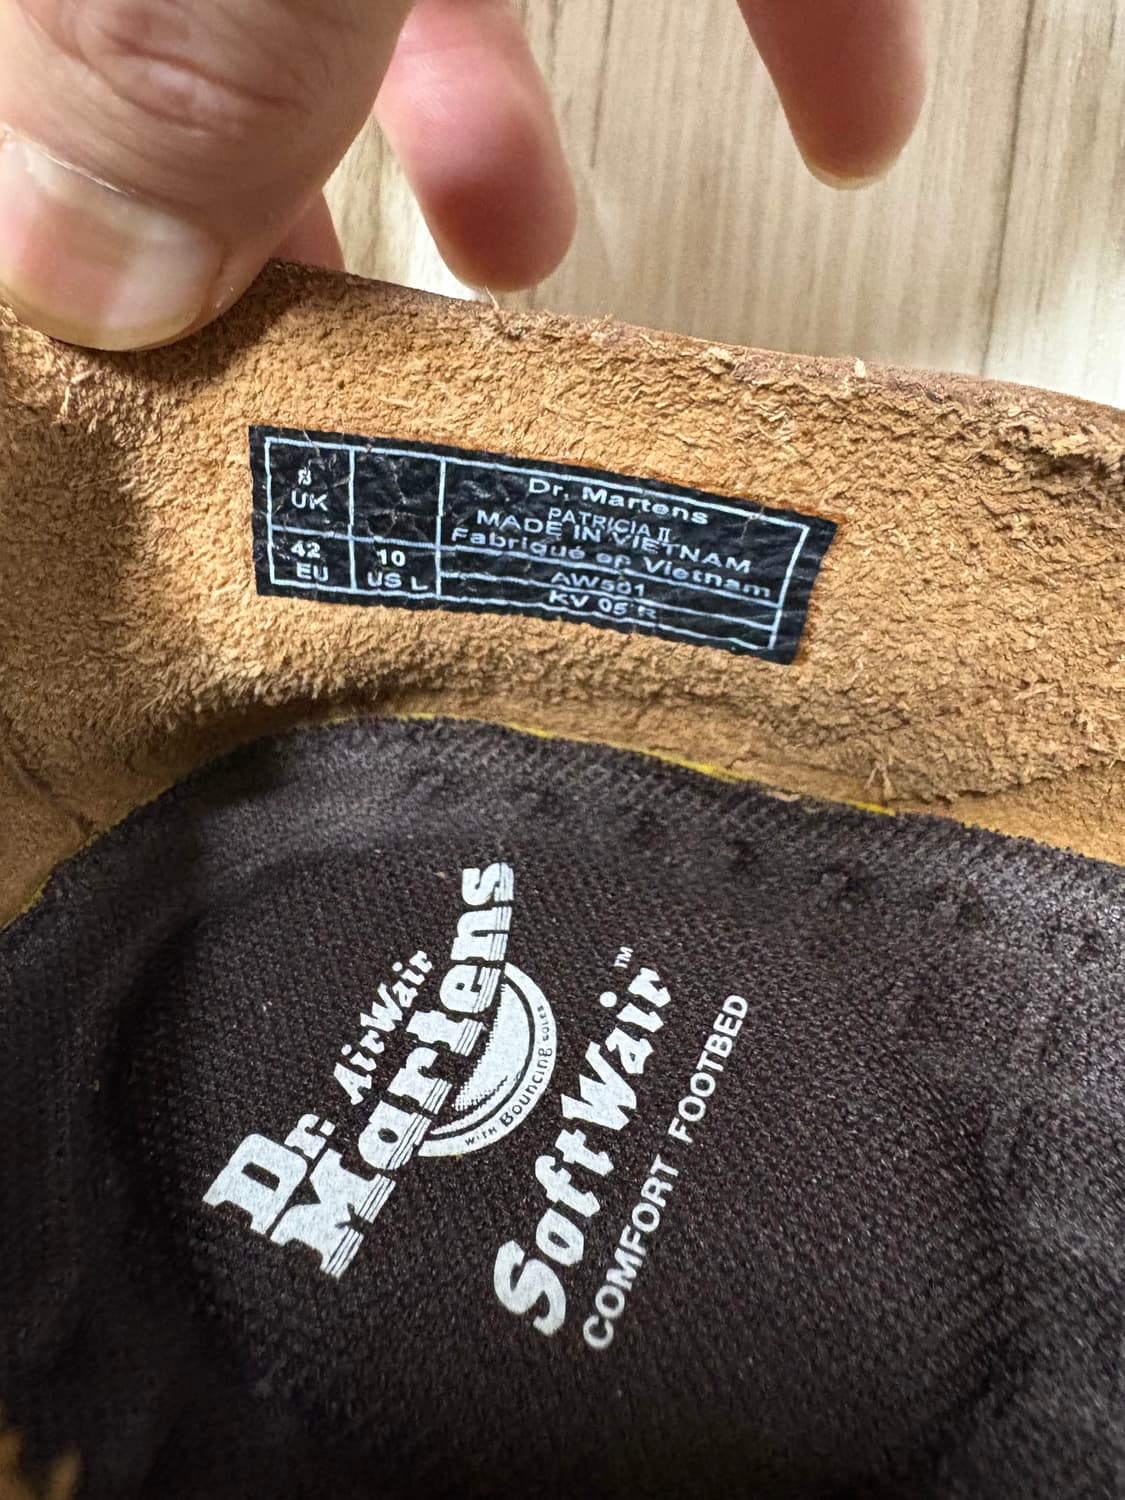 8
UK
42
EU
10
US L
Dr. Martens
PATRICIA II
MADE IN VIETNAM
Fabriqué en Vietnam
AW501
KV 05 R
AirWair
Dr. Martens
WITH Bouncing SOLES
SoftWair™
COMFORT FOOTBED